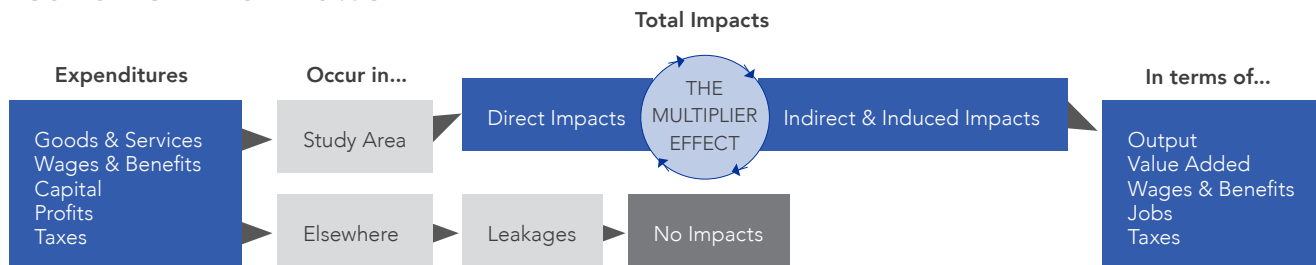 Total Impacts
Expenditures
Occur in...
In terms of...
Goods & Services
Wages & Benefits
Capital
Profits
Taxes
Study Area
Direct Impacts
THE
MULTIPLIER
EFFECT
Indirect & Induced Impacts
Output
Value Added
Wages & Benefits
Jobs
Taxes
Elsewhere
Leakages
No Impacts